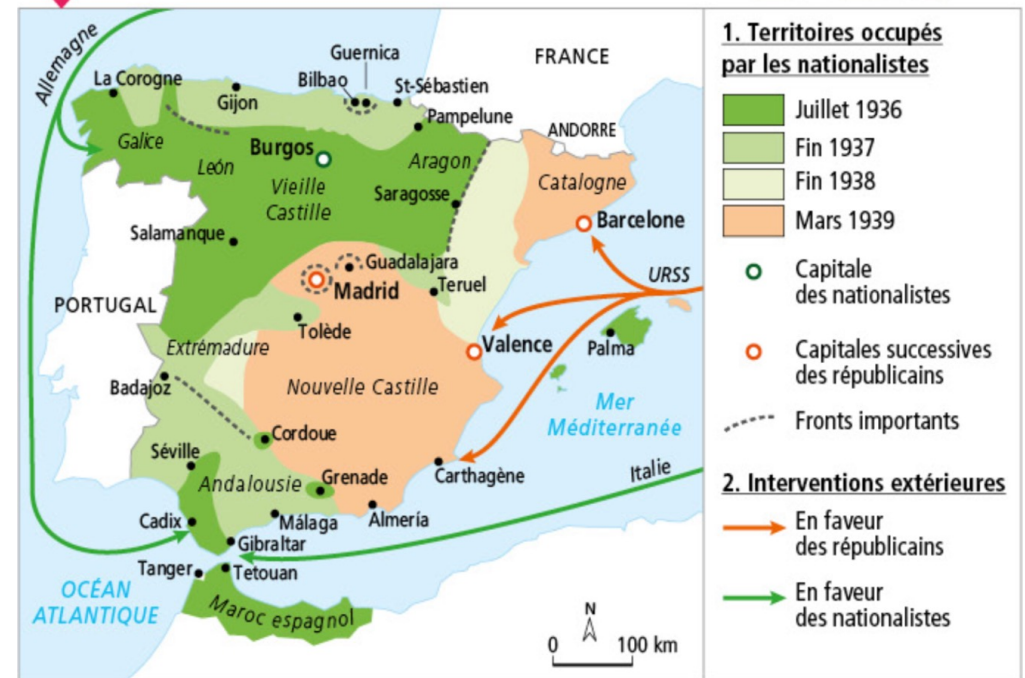 Allemagne
La Corogne
Gijon
Bilbao
Guernica
St-Sébastien
Pampelune
FRANCE
ANDORRE
Galice
León
Burgos
Vieille
Castille
Aragon
Saragosse
Catalogne
Barcelone
Salamanque
Guadalajara
Madrid
Teruel
URSS
PORTUGAL
Tolède
Valence
Palma
Extrémadure
Badajoz
Nouvelle Castille
Mer
Méditerranée
Cordoue
Séville
Andalousie
Grenade
Carthagène
Italie
Cadix
Málaga
Almería
Gibraltar
Tanger
Tetouan
OCÉAN
ATLANTIQUE
Maroc espagnol
N
0 100 km
1. Territoires occupés
par les nationalistes
Juillet 1936
Fin 1937
Fin 1938
Mars 1939
Capitale
des nationalistes
Capitales successives
des républicains
Fronts importants
2. Interventions extérieures
En faveur
des républicains
En faveur
des nationalistes